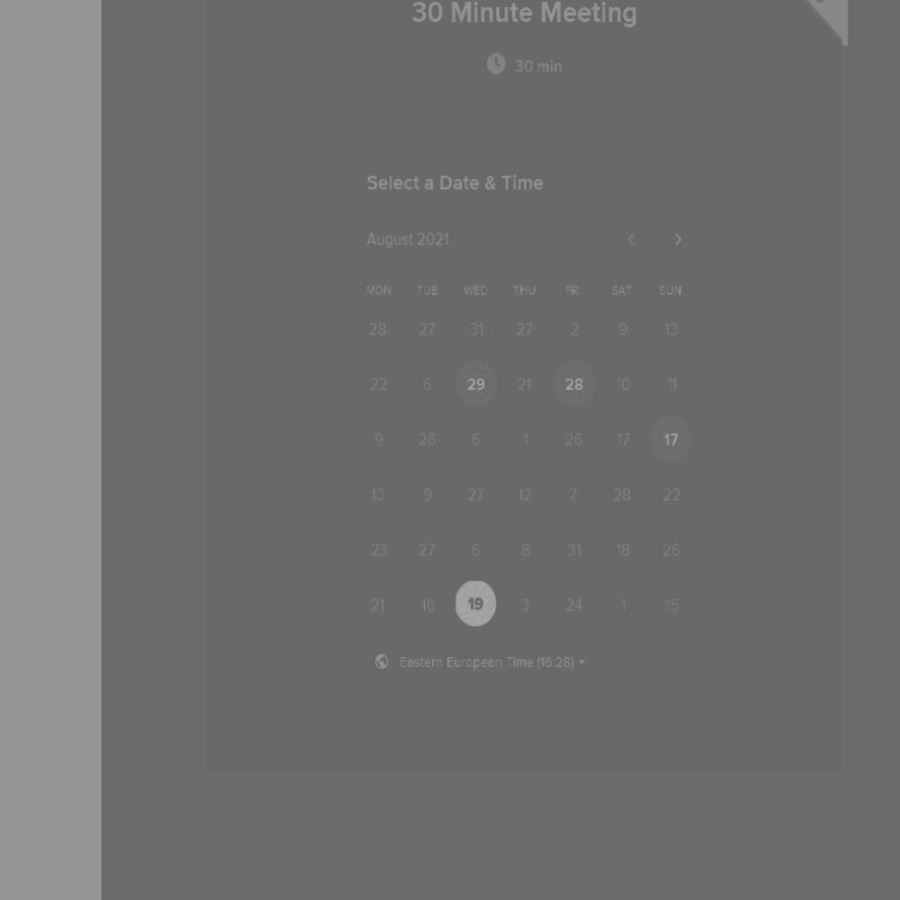 30 Minute Meeting
30 min
Select a Date & Time
August 2021
MON TUE WED THU FRI SAT SUN
28 27 31 27 2 9 13
22 6 29 21 28 10 11
9 26 6 1 26 17 17
13 9 27 12 7 28 22
23 27 6 8 31 18 26
21 15 19 3 24 1 15
Eastern European Time (16:28)